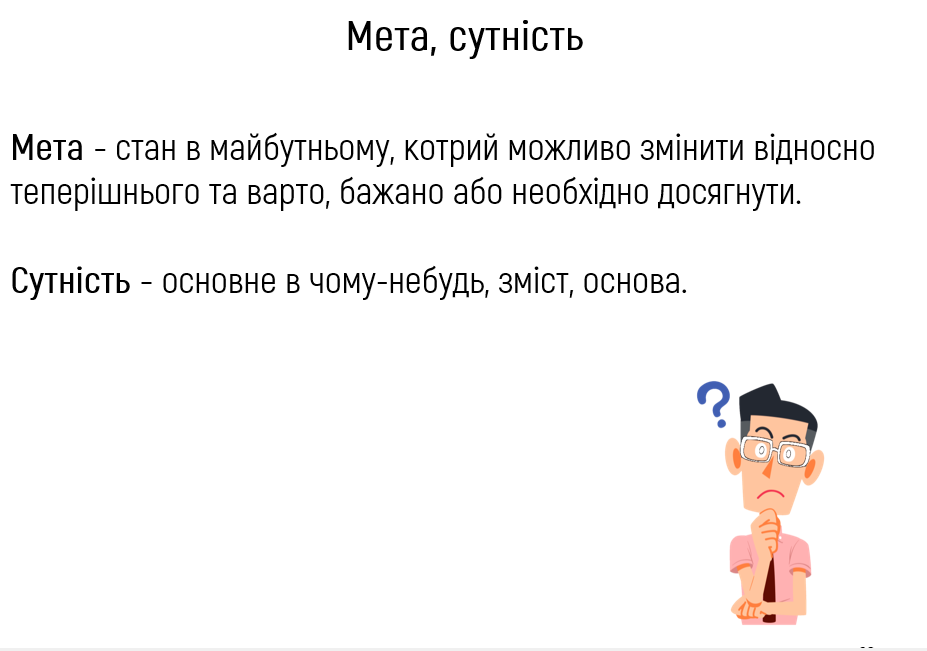 Мета, сутність
Мета - стан в майбутньому, котрий можливо змінити відносно
теперішнього та варто, бажано або необхідно досягнути.
Сутність - основне в чому-небудь, зміст, основа.
?